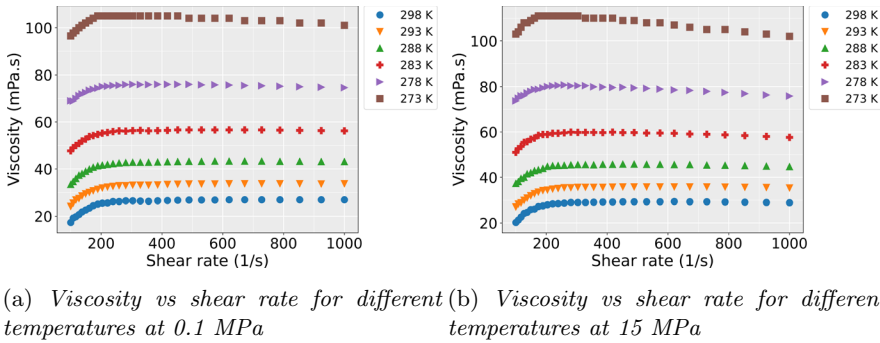 Viscosity (mPa.s)
100
80
60
40
20
200 400 600 800 1000
Shear rate (1/s)
298 K
293 K
288 K
283 K
278 K
273 K
(a) Viscosity vs shear rate for different
temperatures at 0.1 MPa
Viscosity (mPa.s)
100
80
60
40
20
200 400 600 800 1000
Shear rate (1/s)
298 K
293 K
288 K
283 K
278 K
273 K
(b) Viscosity vs shear rate for differen
temperatures at 15 MPa